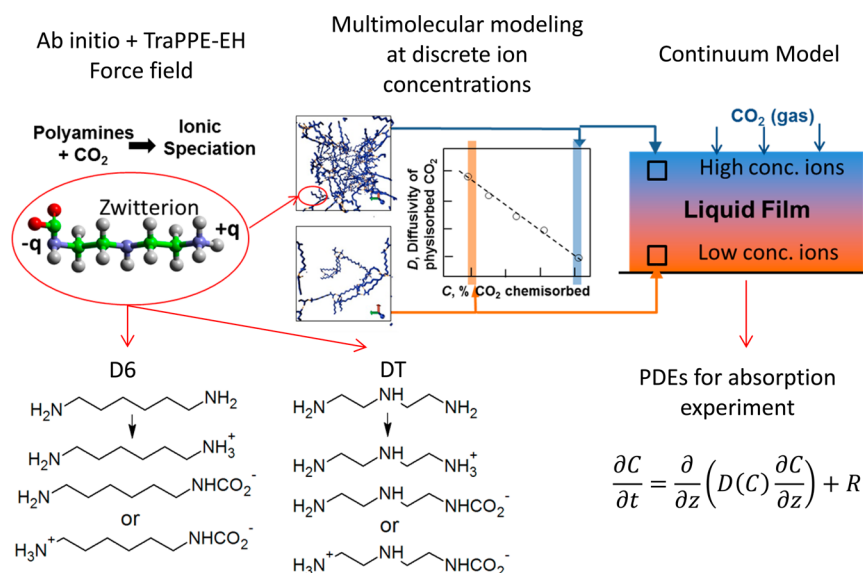 Ab initio + TraPPE-EH
Force field
Multimolecular modeling
at discrete ion
concentrations
Continuum Model
Polyamines
+ CO₂
Ionic
Speciation
Zwitterion
-q
+q
D, Diffusivity of
physisorbed CO₂
C, % CO₂ chemisorbed
CO₂ (gas)
High conc. ions
Liquid Film
Low conc. ions
D6
H₂N NH₂
H₂N NH₃⁺
H₂N NHCO₂⁻
or
H₃N⁺ NHCO₂⁻
DT
H₂N NH NH₂
H₂N NH NH₃⁺
H₂N NH NHCO₂⁻
or
H₃N⁺ NH NHCO₂⁻
PDEs for absorption
experiment
∂C/∂t = ∂/∂z (D(C) ∂C/∂z) + R